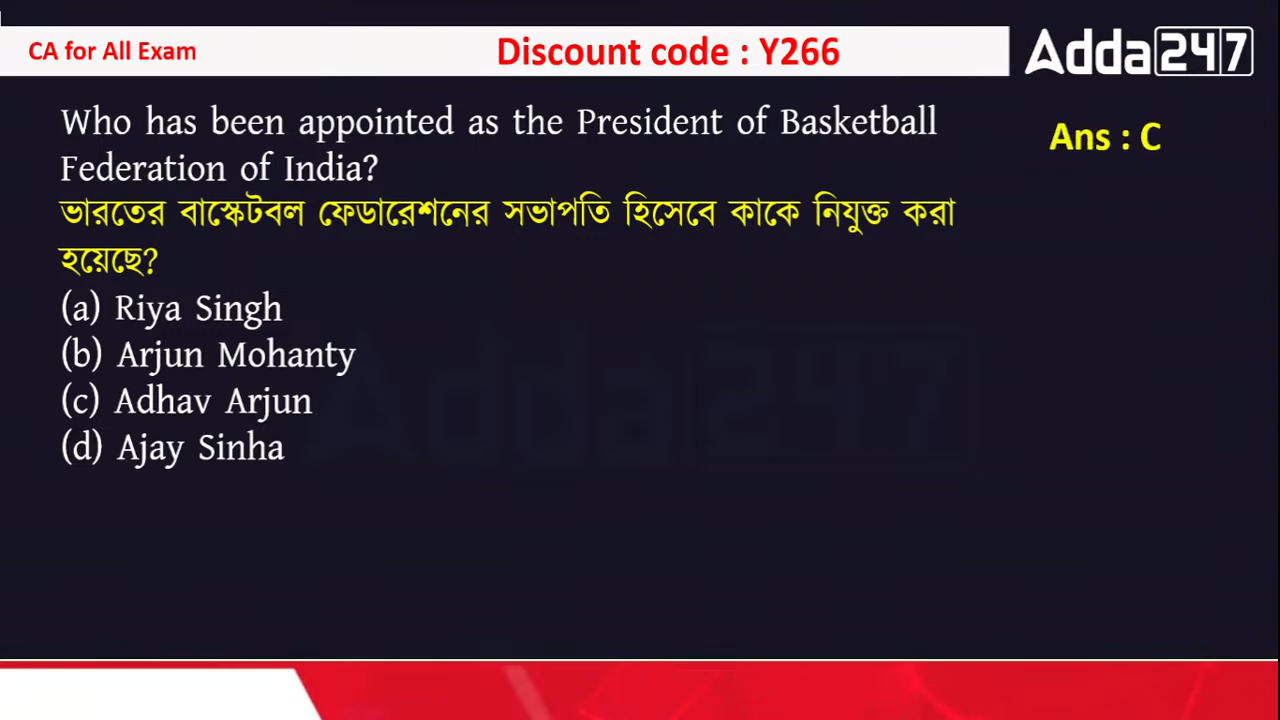 CA for All Exam
Discount code : Y266
Adda247
Who has been appointed as the President of Basketball
Federation of India?
Ans : C
ভারতের বাস্কেটবল ফেডারেশনের সভাপতি হিসেবে কাকে নিযুক্ত করা
হয়েছে?
(a) Riya Singh
(b) Arjun Mohanty
(c) Adhav Arjun
(d) Ajay Sinha
Adda247